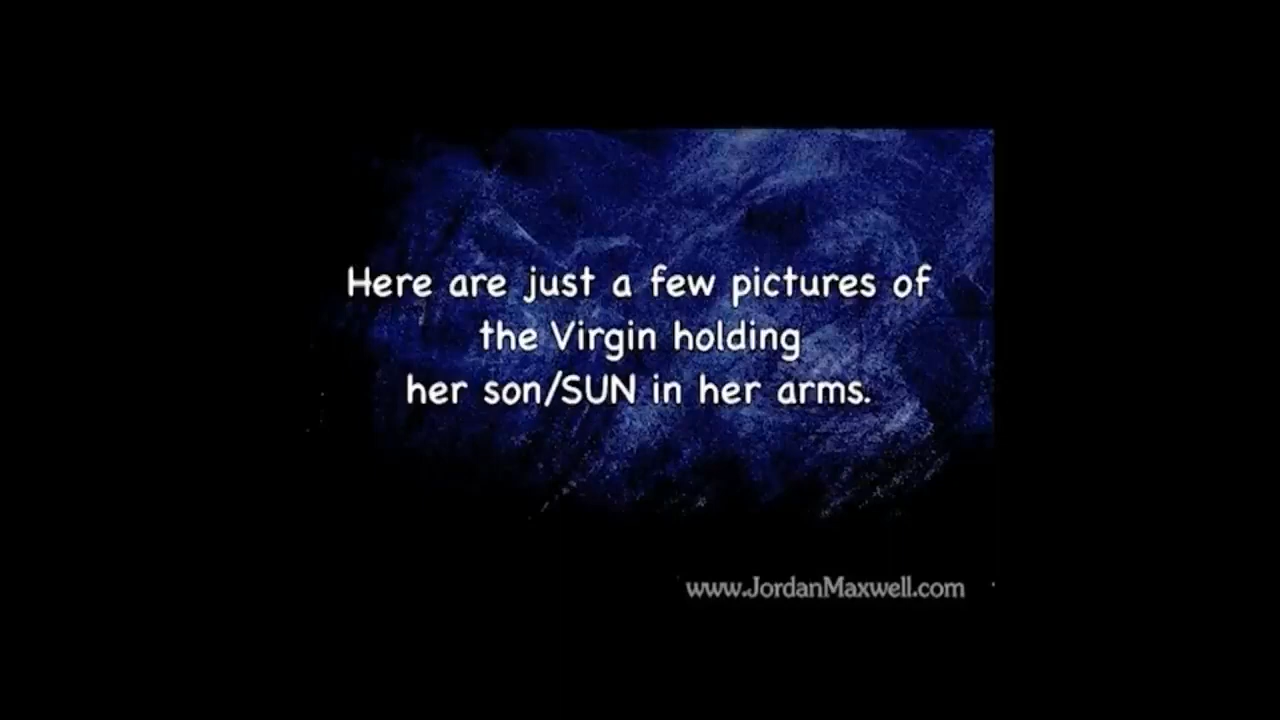 Here are just a few pictures of
the Virgin holding
her son/SUN in her arms.
www.JordanMaxwell.com